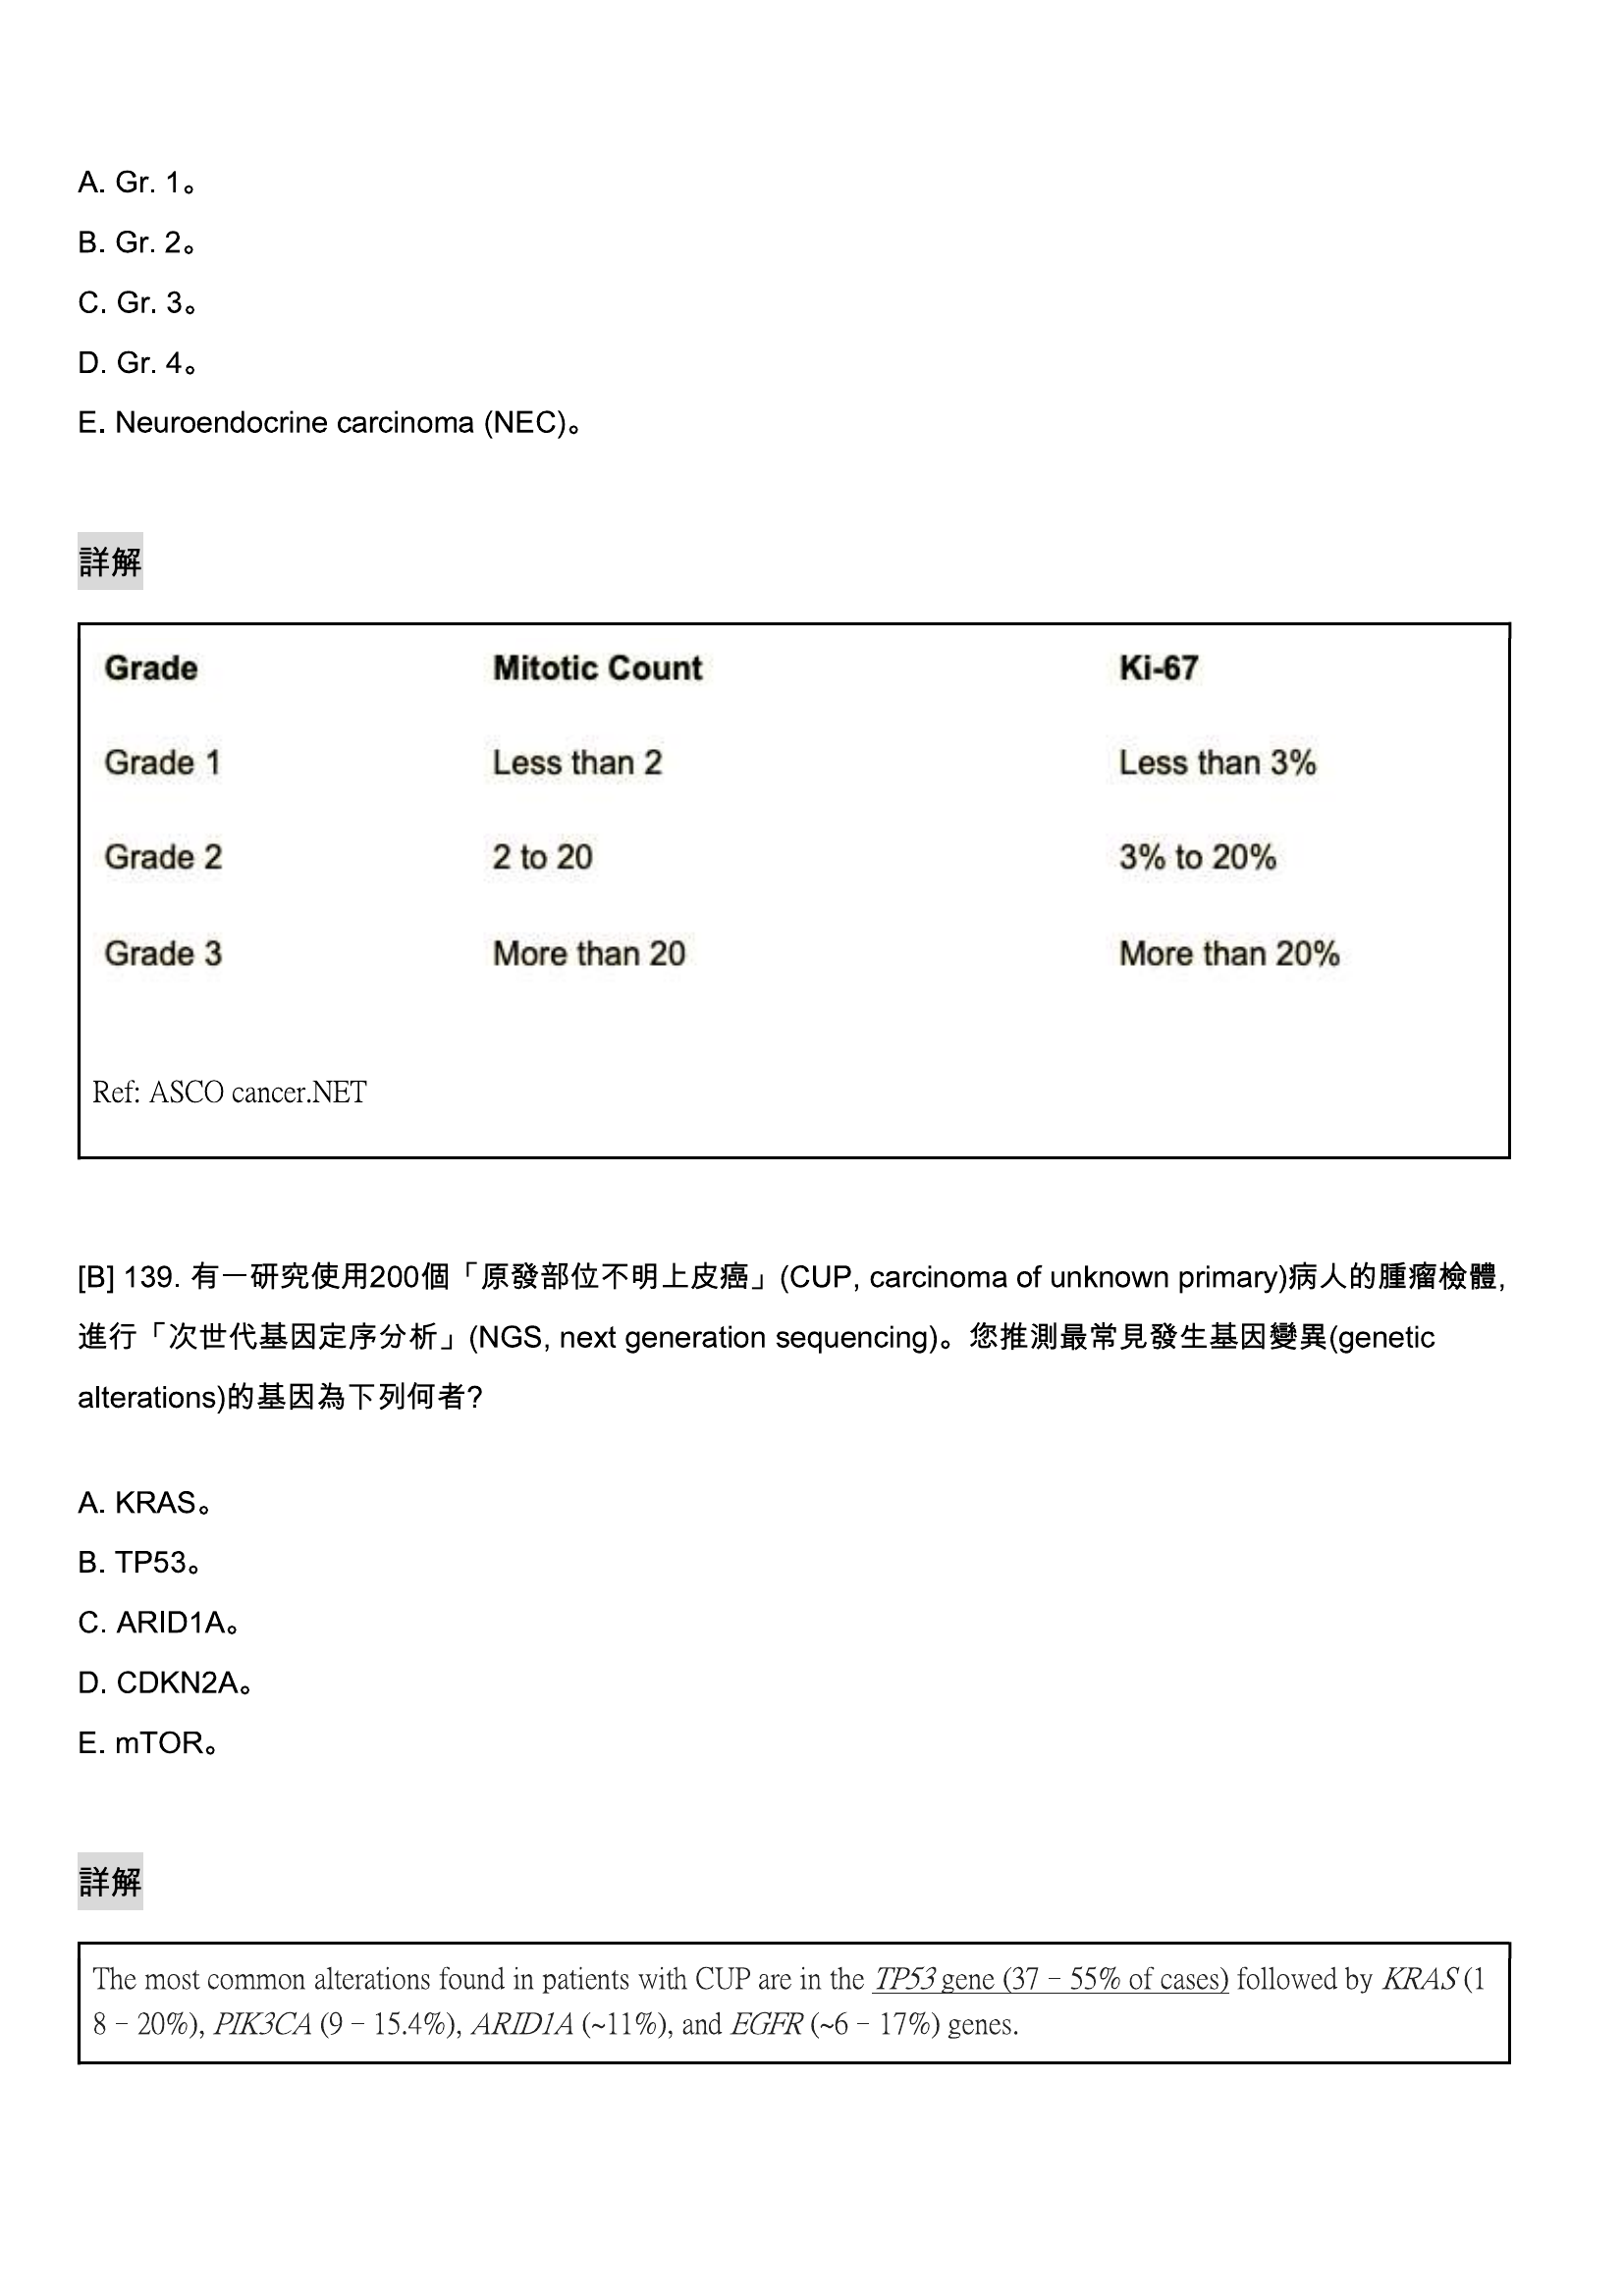 A. Gr. 1。
B. Gr. 2。
C. Gr. 3。
D. Gr. 4。
E. Neuroendocrine carcinoma (NEC)。
詳解
Grade Mitotic Count Ki-67
Grade 1 Less than 2 Less than 3%
Grade 2 2 to 20 3% to 20%
Grade 3 More than 20 More than 20%
Ref: ASCO cancer.NET
[B] 139. 有一研究使用200個「原發部位不明上皮癌」(CUP, carcinoma of unknown primary)病人的腫瘤檢體,
進行「次世代基因定序分析」(NGS, next generation sequencing)。您推測最常見發生基因變異(genetic
alterations)的基因為下列何者?
A. KRAS。
B. TP53。
C. ARID1A。
D. CDKN2A。
E. mTOR。
詳解
The most common alterations found in patients with CUP are in the TP53 gene (37 – 55% of cases) followed by KRAS (1
8 – 20%), PIK3CA (9 – 15.4%), ARID1A (~11%), and EGFR (~6 – 17%) genes.